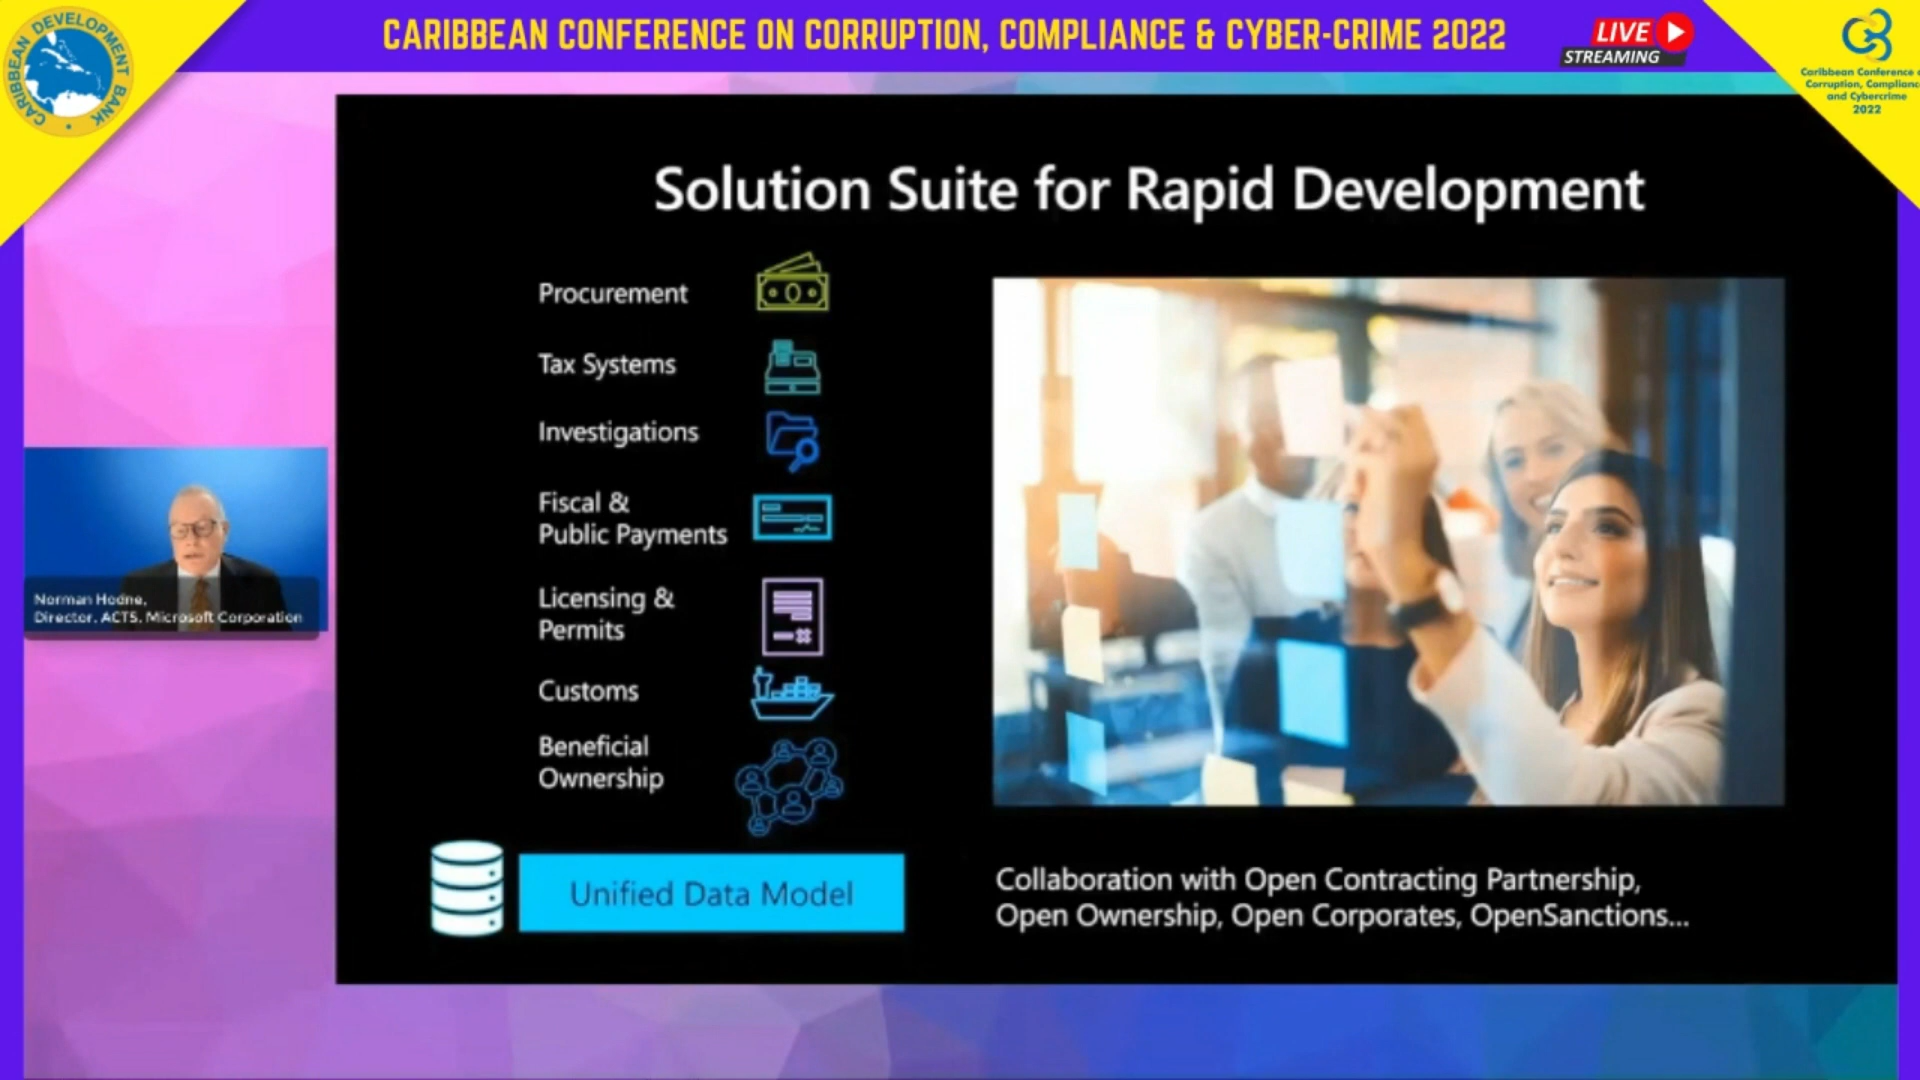 CARIBBEAN DEVELOPMENT BANK
CARIBBEAN CONFERENCE ON CORRUPTION, COMPLIANCE & CYBER-CRIME 2022
LIVE
STREAMING
Caribbean Conference
Corruption, Complianc
and Cybercrime
2022
Solution Suite for Rapid Development
Procurement
Tax Systems
Investigations
Fiscal &
Public Payments
Licensing &
Permits
Customs
Beneficial
Ownership
Unified Data Model
Collaboration with Open Contracting Partnership,
Open Ownership, Open Corporates, OpenSanctions...
Norman Hodne,
Director, ACTS, Microsoft Corporation